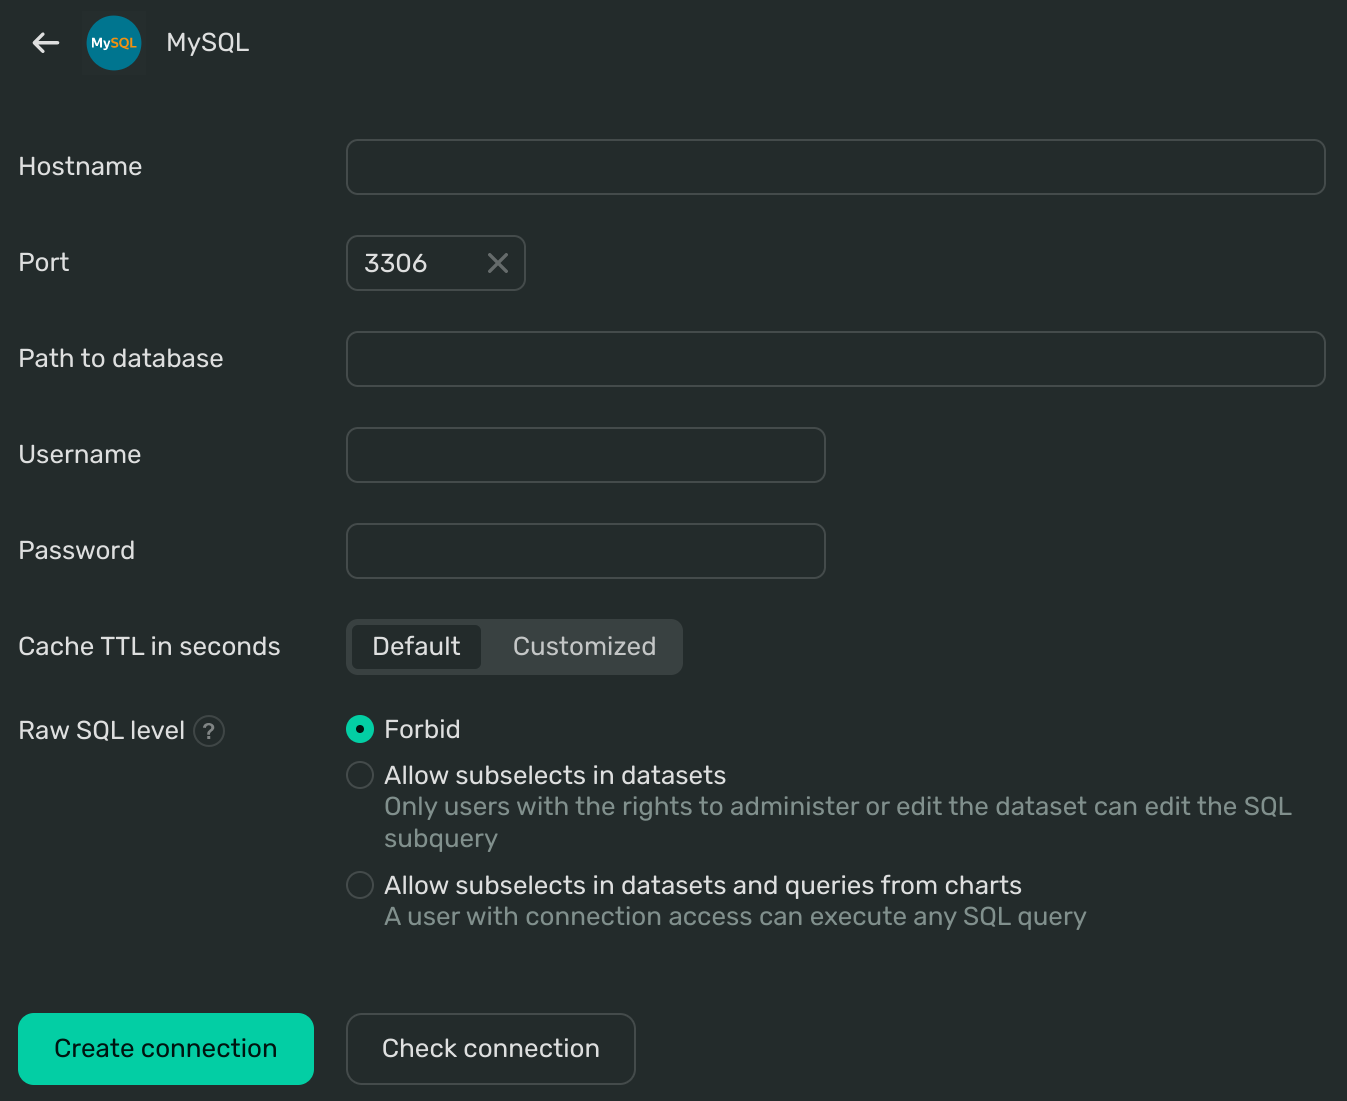 MySQL MySQL
Hostname
Port 3306
Path to database
Username
Password
Cache TTL in seconds Default Customized
Raw SQL level ? Forbid
Allow subselects in datasets
Only users with the rights to administer or edit the dataset can edit the SQL
subquery
Allow subselects in datasets and queries from charts
A user with connection access can execute any SQL query
Create connection Check connection